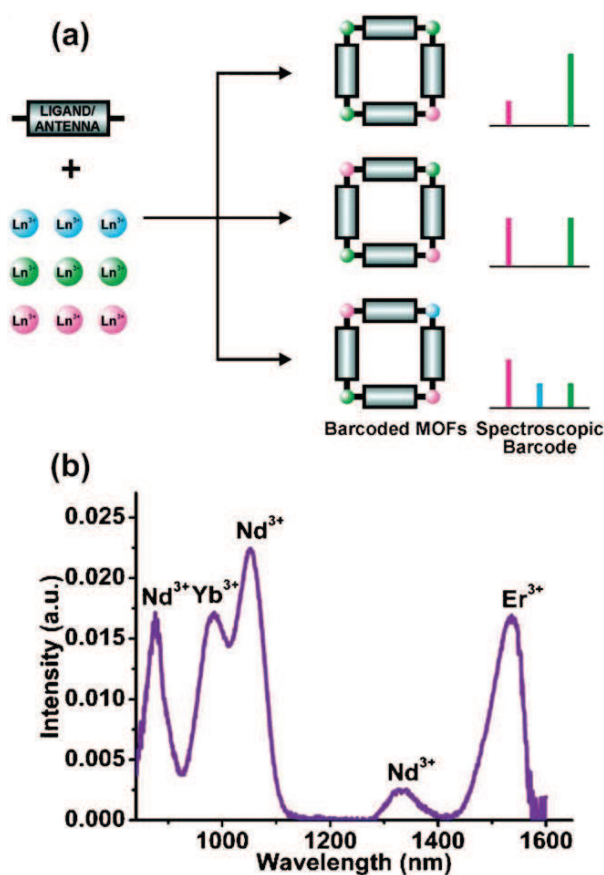 (a)
LIGAND/
ANTENNA
+
Ln³⁺ Ln³⁺ Ln³⁺
Ln³⁺ Ln³⁺ Ln³⁺
Ln³⁺ Ln³⁺ Ln³⁺
Barcoded MOFs Spectroscopic
Barcode
(b)
Nd³⁺
Nd³⁺ Yb³⁺
Er³⁺
Nd³⁺
Intensity (a.u.)
0.025
0.020
0.015
0.010
0.005
0.000
1000 1200 1400 1600
Wavelength (nm)